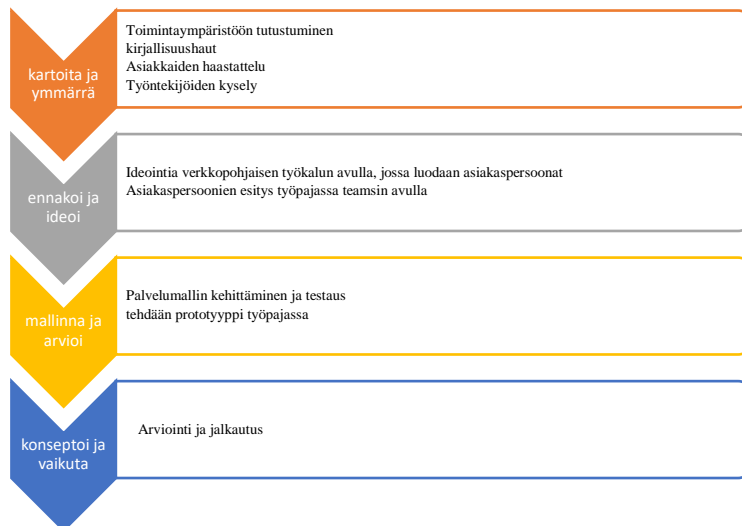 kartoita ja
ymmärrä
Toimintaympäristöön tutustuminen
kirjallisuushaut
Asiakkaiden haastattelu
Työntekijöiden kysely
ennakoi ja
ideoi
Ideointia verkkopohjaisen työkalun avulla, jossa luodaan asiakaspersoonat
Asiakaspersoonien esitys työpajassa teamsin avulla
mallinna ja
arvioi
Palvelumallin kehittäminen ja testaus
tehdään prototyyppi työpajassa
konseptoi ja
vaikuta
Arviointi ja jalkautus